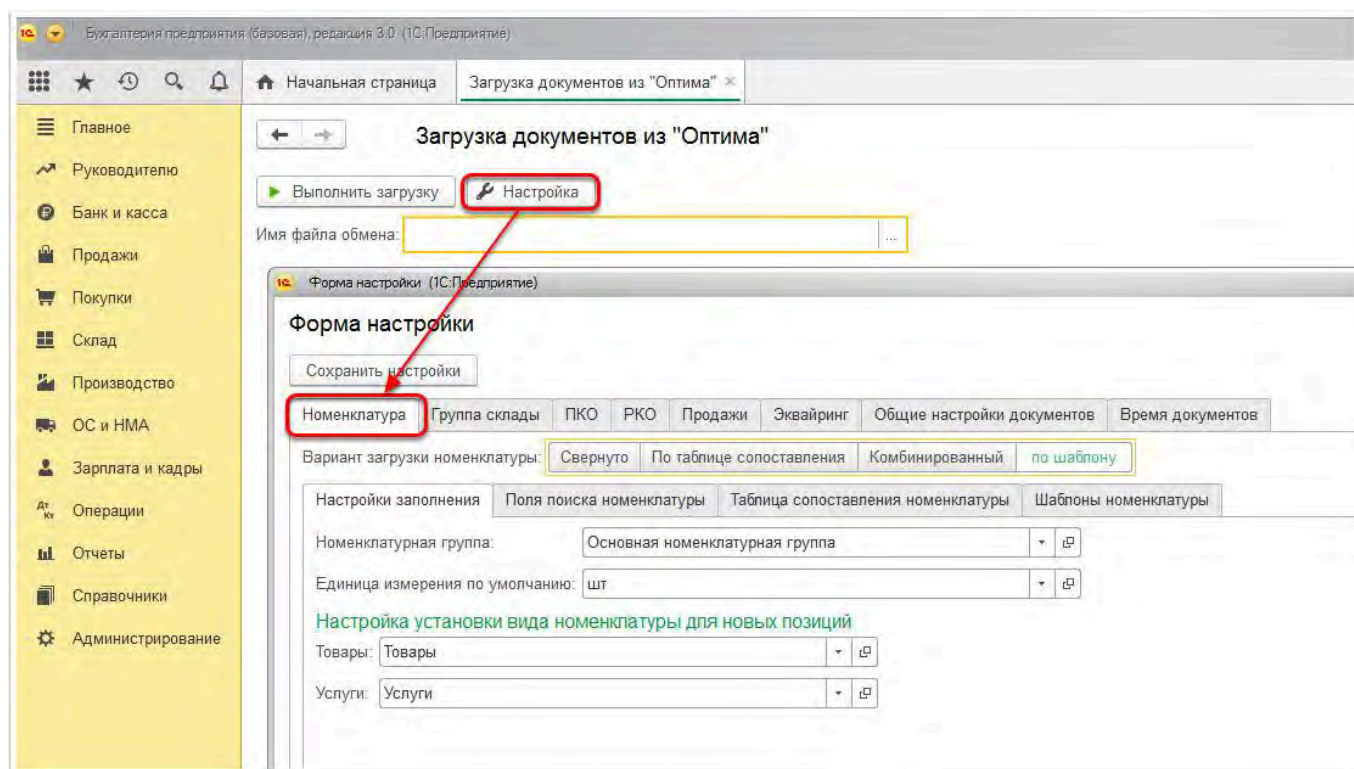 1С Бухгалтерия предприятия (базовая), редакция 3.0 (1С:Предприятие)
Начальная страница Загрузка документов из "Оптима" ×
Главное
Руководителю
Банк и касса
Продажи
Покупки
Склад
Производство
ОС и НМА
Зарплата и кадры
Дт Кт Операции
Отчеты
Справочники
Администрирование
Загрузка документов из "Оптима"
Выполнить загрузку Настройка
Имя файла обмена: ...
1С Форма настройки (1С:Предприятие)
Форма настройки
Сохранить настройки
Номенклатура Группа склады ПКО РКО Продажи Эквайринг Общие настройки документов Время документов
Вариант загрузки номенклатуры: Свернуто По таблице сопоставления Комбинированный по шаблону
Настройки заполнения Поля поиска номенклатуры Таблица сопоставления номенклатуры Шаблоны номенклатуры
Номенклатурная группа: Основная номенклатурная группа
Единица измерения по умолчанию: шт
Настройка установки вида номенклатуры для новых позиций
Товары: Товары
Услуги: Услуги